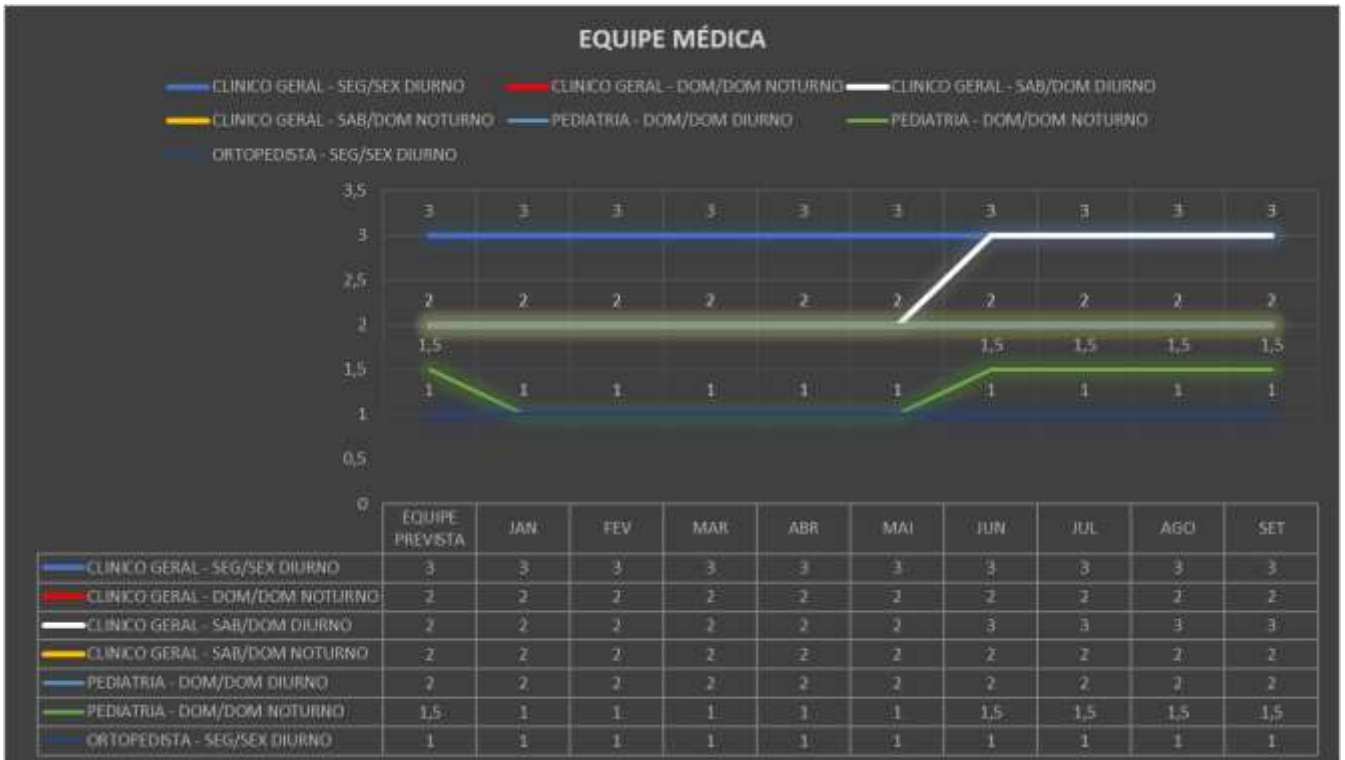 EQUIPE MÉDICA
CLINICO GERAL - SEG/SEX DIURNO CLINICO GERAL - DOM/DOM NOTURNO CLINICO GERAL - SAB/DOM DIURNO
CLINICO GERAL - SAB/DOM NOTURNO PEDIATRIA - DOM/DOM DIURNO PEDIATRIA - DOM/DOM NOTURNO
ORTOPEDISTA - SEG/SEX DIURNO
3,5
3 3 3 3 3 3 3 3 3 3
3
2,5
2 2 2 2 2 2 2 2 2 2
2
1,5 1,5 1,5 1,5 1,5
1,5
1 1 1 1 1 1 1 1 1 1
1
0,5
0
EQUIPE PREVISTA JAN FEV MAR ABR MAI JUN JUL AGO SET
CLINICO GERAL - SEG/SEX DIURNO 3 3 3 3 3 3 3 3 3 3
CLINICO GERAL - DOM/DOM NOTURNO 2 2 2 2 2 2 2 2 2 2
CLINICO GERAL - SAB/DOM DIURNO 2 2 2 2 2 2 3 3 3 3
CLINICO GERAL - SAB/DOM NOTURNO 2 2 2 2 2 2 2 2 2 2
PEDIATRIA - DOM/DOM DIURNO 2 2 2 2 2 2 2 2 2 2
PEDIATRIA - DOM/DOM NOTURNO 1,5 1 1 1 1 1 1,5 1,5 1,5 1,5
ORTOPEDISTA - SEG/SEX DIURNO 1 1 1 1 1 1 1 1 1 1